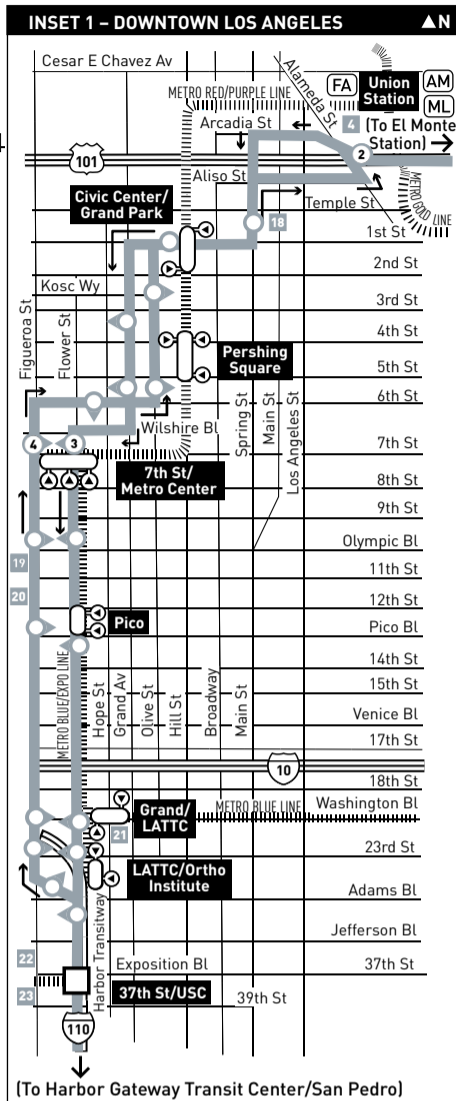 INSET 1 – DOWNTOWN LOS ANGELES
▲N
Cesar E Chavez Av
Alameda St
FA
Union
Station
AM
ML
METRO RED/PURPLE LINE
4
(To El Monte
Station)
Arcadia St
101
2
Aliso St
METRO GOLD LINE
Temple St
Civic Center/
Grand Park
18
1st St
2nd St
Kosc Wy
3rd St
Figueroa St
Flower St
4th St
Pershing
Square
5th St
6th St
Spring St
Main St
Los Angeles St
Wilshire Bl
4
3
7th St
7th St/
Metro Center
8th St
9th St
Olympic Bl
19
11th St
20
12th St
Pico
Pico Bl
METRO BLUE/EXPO LINE
14th St
Hope St
Grand Av
Olive St
Hill St
Broadway
Main St
15th St
Venice Bl
17th St
10
18th St
Grand/
LATTC
METRO BLUE LINE
Washington Bl
21
23rd St
LATTC/Ortho
Institute
Adams Bl
Harbor Transitway
Jefferson Bl
22
Exposition Bl
37th St
23
37th St/USC
39th St
110
(To Harbor Gateway Transit Center/San Pedro)